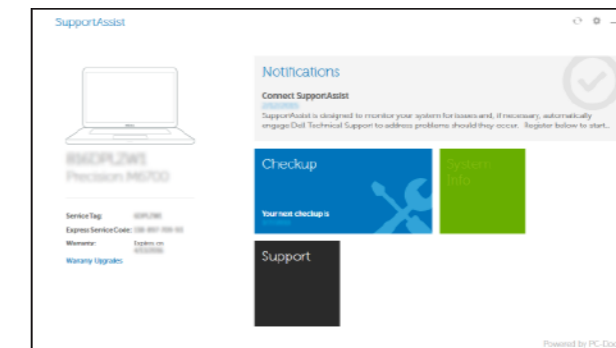 SupportAssist
Notifications
Connect SupportAssist
SupportAssist is designed to monitor your system for issues and, if necessary, automatically
engage Dell Technical Support to address problems should they occur. Register below to start...
Checkup
System
Info
Precision M6700
Your next checkup is
Service Tag:
Express Service Code:
Warranty: Expires on
Warranty Upgrades
Support
Powered by PC-Doc